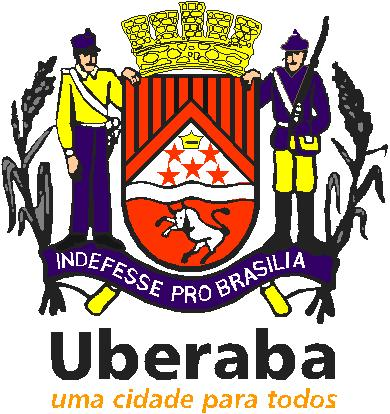 INDEFESSE PRO BRASILIA
Uberaba
uma cidade para todos